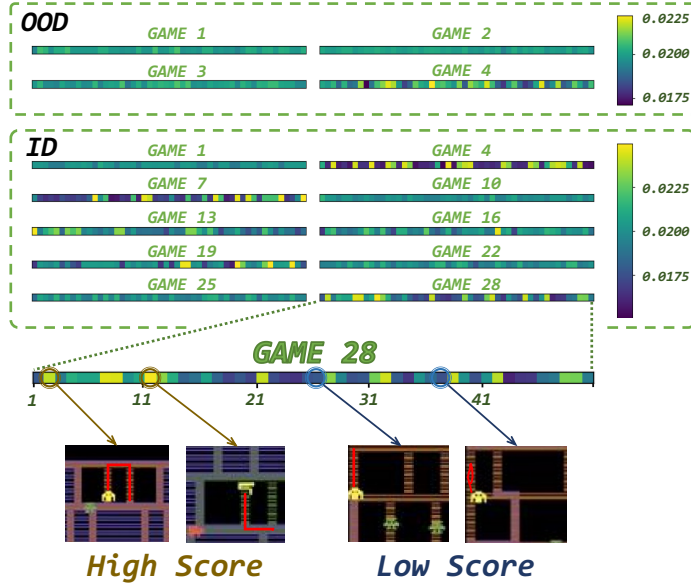 OOD
GAME 1 GAME 2
GAME 3 GAME 4
0.0225
0.0200
0.0175
ID
GAME 1 GAME 4
GAME 7 GAME 10
GAME 13 GAME 16
GAME 19 GAME 22
GAME 25 GAME 28
0.0225
0.0200
0.0175
GAME 28
1 11 21 31 41
High Score Low Score